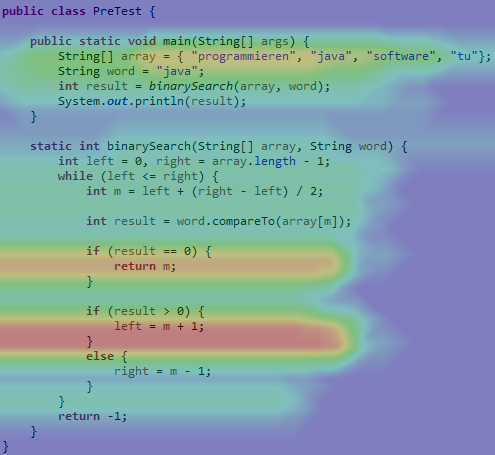 public class PreTest {
public static void main(String[] args) {
String[] array = { "programmieren", "java", "software", "tu"};
String word = "java";
int result = binarySearch(array, word);
System.out.println(result);
}
static int binarySearch(String[] array, String word) {
int left = 0, right = array.length - 1;
while (left <= right) {
int m = left + (right - left) / 2;
int result = word.compareTo(array[m]);
if (result == 0) {
return m;
}
if (result > 0) {
left = m + 1;
}
else {
right = m - 1;
}
}
return -1;
}
}